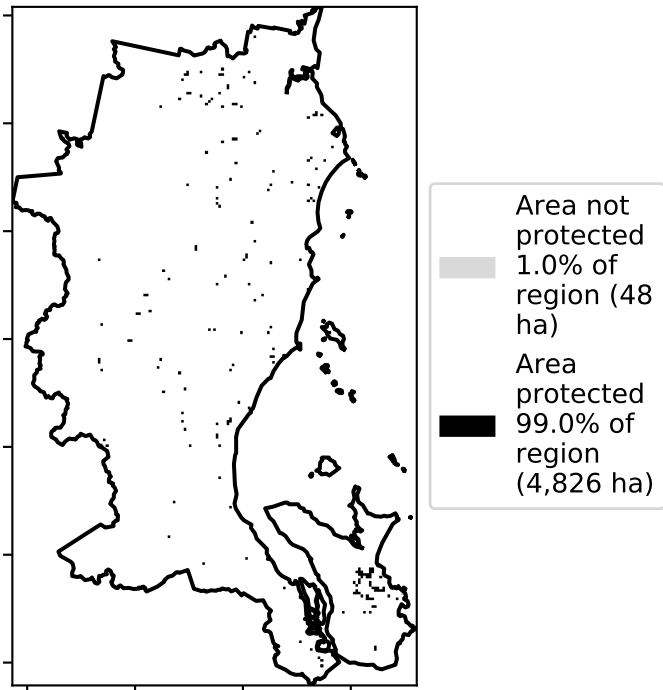 Area not
protected
1.0% of
region (48
ha)
Area
protected
99.0% of
region
(4,826 ha)